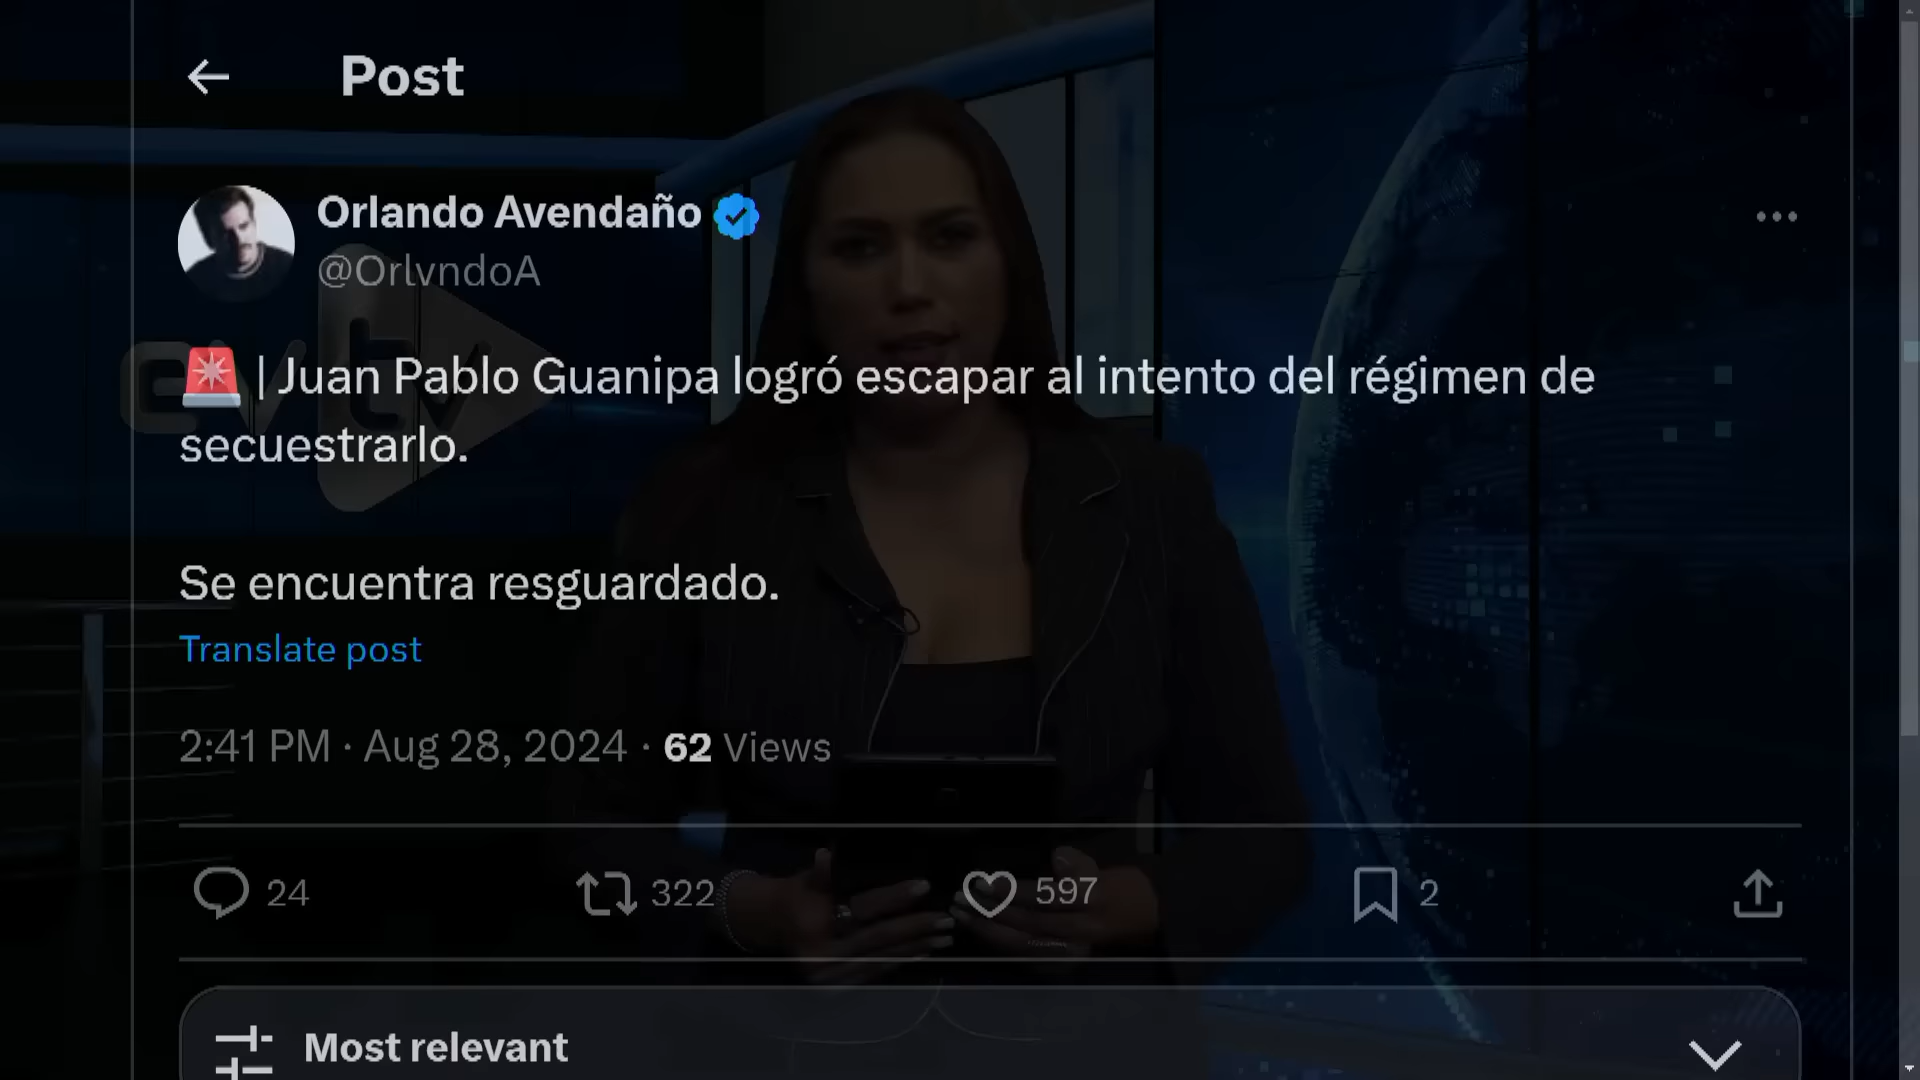 Post
Orlando Avendaño
@OrlvndoA
evtv
🚨 | Juan Pablo Guanipa logró escapar al intento del régimen de
secuestrarlo.
Se encuentra resguardado.
Translate post
2:41 PM · Aug 28, 2024 · 62 Views
24 322 597 2
Most relevant